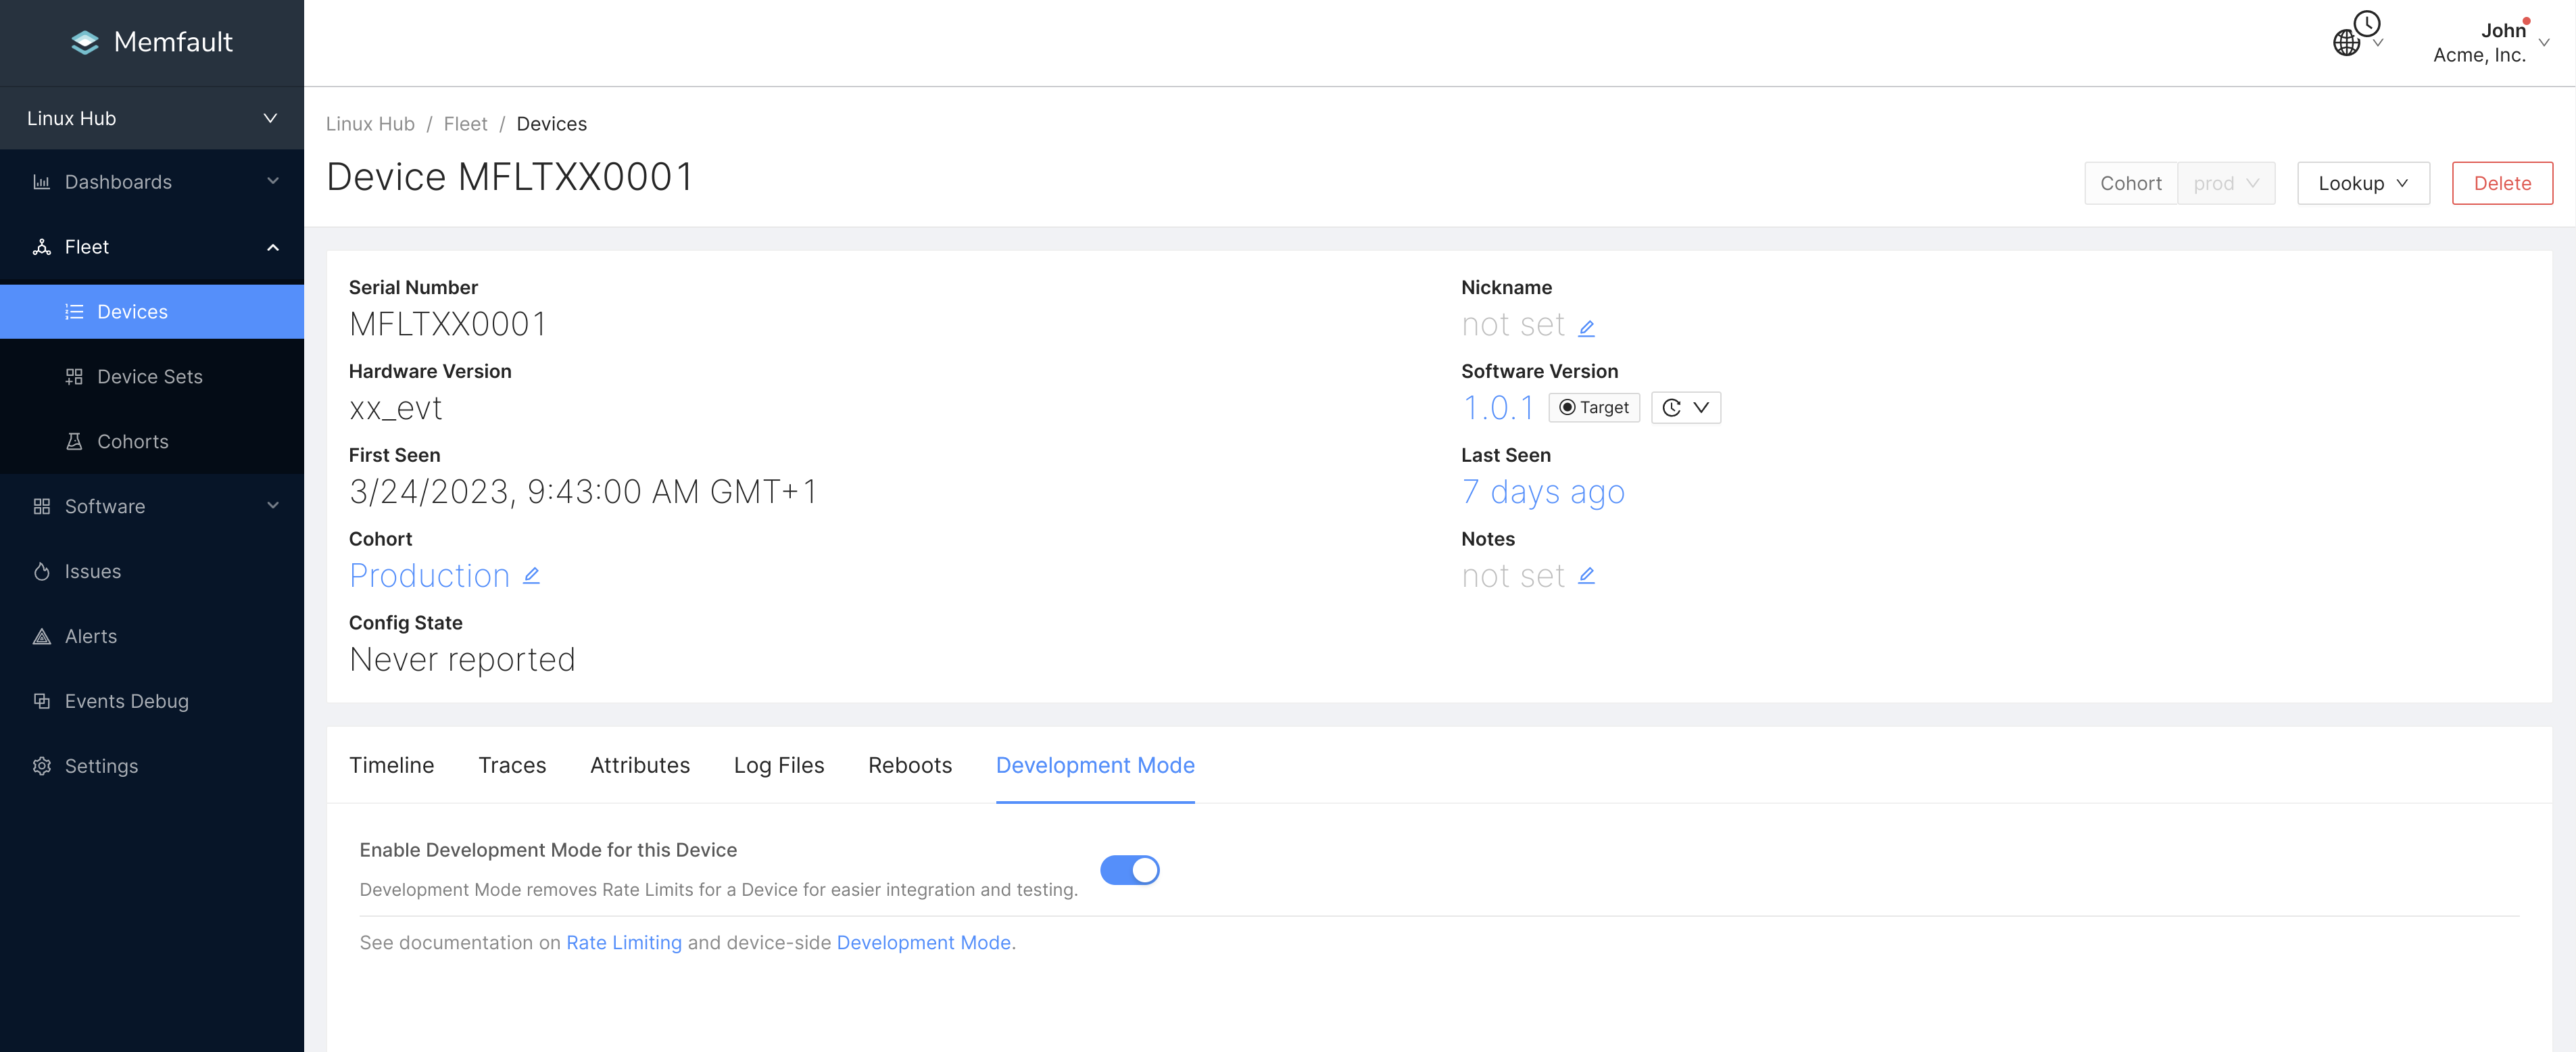 Memfault
John
Acme, Inc.
Linux Hub
Dashboards
Fleet
Devices
Device Sets
Cohorts
Software
Issues
Alerts
Events Debug
Settings
Linux Hub / Fleet / Devices
Device MFLTXX0001
Cohort prod Lookup Delete
Serial Number
MFLTXX0001
Hardware Version
xx_evt
First Seen
3/24/2023, 9:43:00 AM GMT+1
Cohort
Production
Config State
Never reported
Nickname
not set
Software Version
1.0.1 Target
Last Seen
7 days ago
Notes
not set
Timeline Traces Attributes Log Files Reboots Development Mode
Enable Development Mode for this Device
Development Mode removes Rate Limits for a Device for easier integration and testing.
See documentation on Rate Limiting and device-side Development Mode.